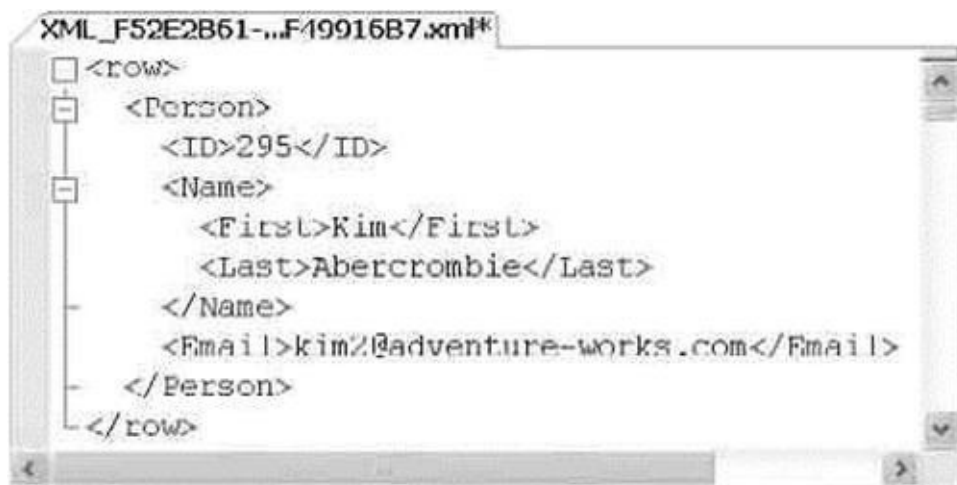 XML_F52E2B61-...F49916B7.xml*
<row>
<Person>
<ID>295</ID>
<Name>
<First>Kim</First>
<Last>Abercrombie</Last>
</Name>
<Email>kim2@adventure-works.com</Email>
</Person>
</row>